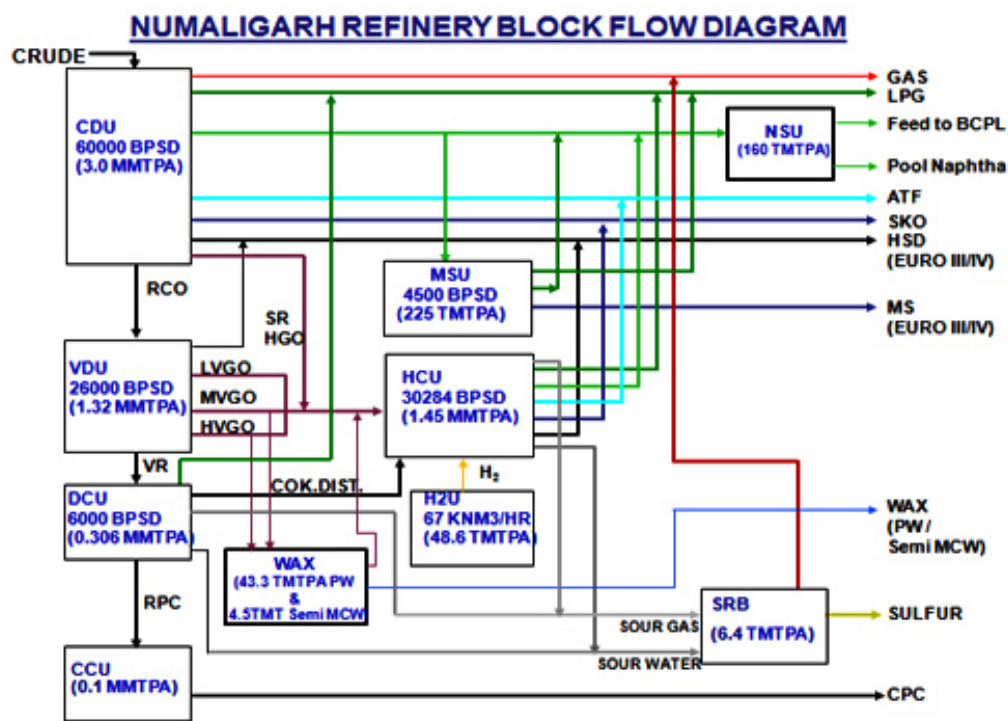 NUMALIGARH REFINERY BLOCK FLOW DIAGRAM
CRUDE
CDU
60000 BPSD
(3.0 MMTPA)
GAS
LPG
NSU
(160 TMTPA)
Feed to BCPL
Pool Naphtha
ATF
SKO
HSD
(EURO III/IV)
RCO
SR
HGO
MSU
4500 BPSD
(225 TMTPA)
MS
(EURO III/IV)
VDU
26000 BPSD
(1.32 MMTPA)
LVGO
MVGO
HVGO
HCU
30284 BPSD
(1.45 MMTPA)
VR
COK.DIST.
H2
DCU
6000 BPSD
(0.306 MMTPA)
H2U
67 KNM3/HR
(48.6 TMTPA)
WAX
(PW /
Semi MCW)
WAX
(43.3 TMTPA PW
&
4.5TMT Semi MCW)
RPC
SOUR GAS
SRB
(6.4 TMTPA)
SULFUR
SOUR WATER
CCU
(0.1 MMTPA)
CPC